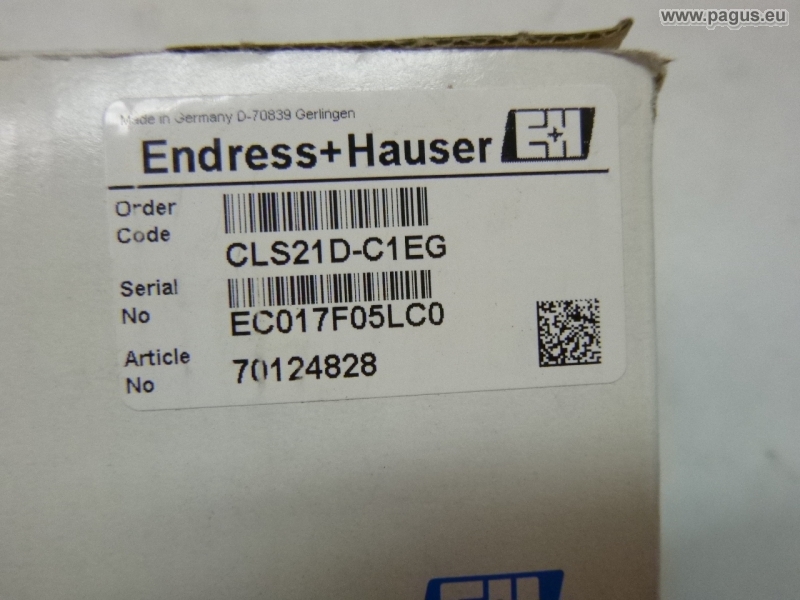 www.pagus.eu
Made in Germany D-70839 Gerlingen
Endress+Hauser
E+H
Order
Code
CLS21D-C1EG
Serial
No
EC017F05LC0
Article
No
70124828